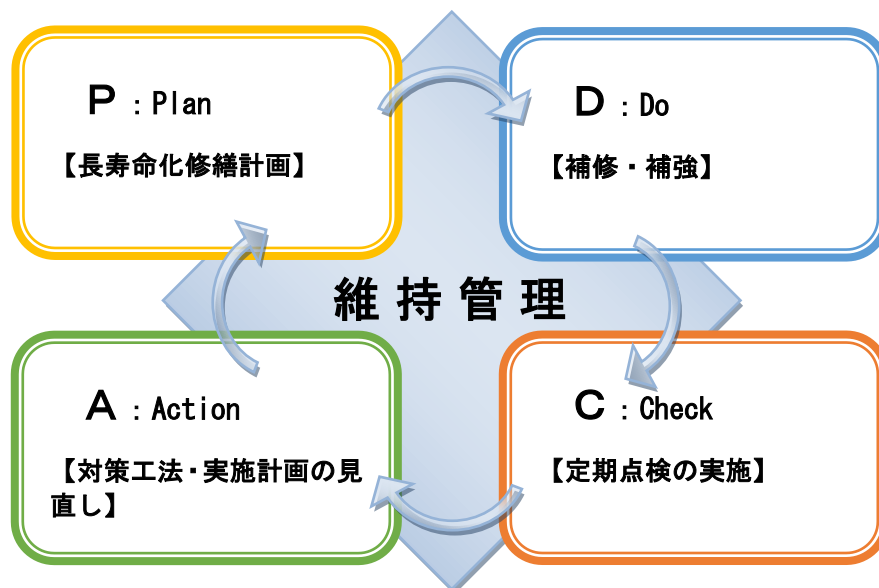 P：Plan
【長寿命化修繕計画】
D：Do
【補修・補強】
維持管理
A：Action
【対策工法・実施計画の見
直し】
C：Check
【定期点検の実施】